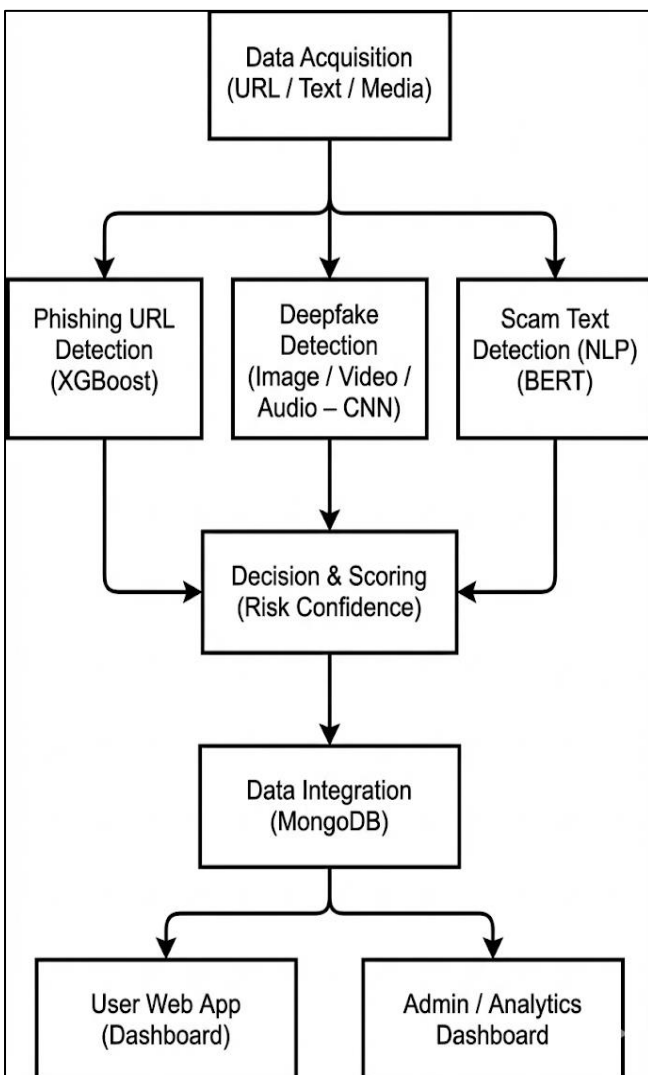 Data Acquisition
(URL / Text / Media)
Phishing URL
Detection
(XGBoost)
Deepfake
Detection
(Image / Video /
Audio – CNN)
Scam Text
Detection (NLP)
(BERT)
Decision & Scoring
(Risk Confidence)
Data Integration
(MongoDB)
User Web App
(Dashboard)
Admin / Analytics
Dashboard